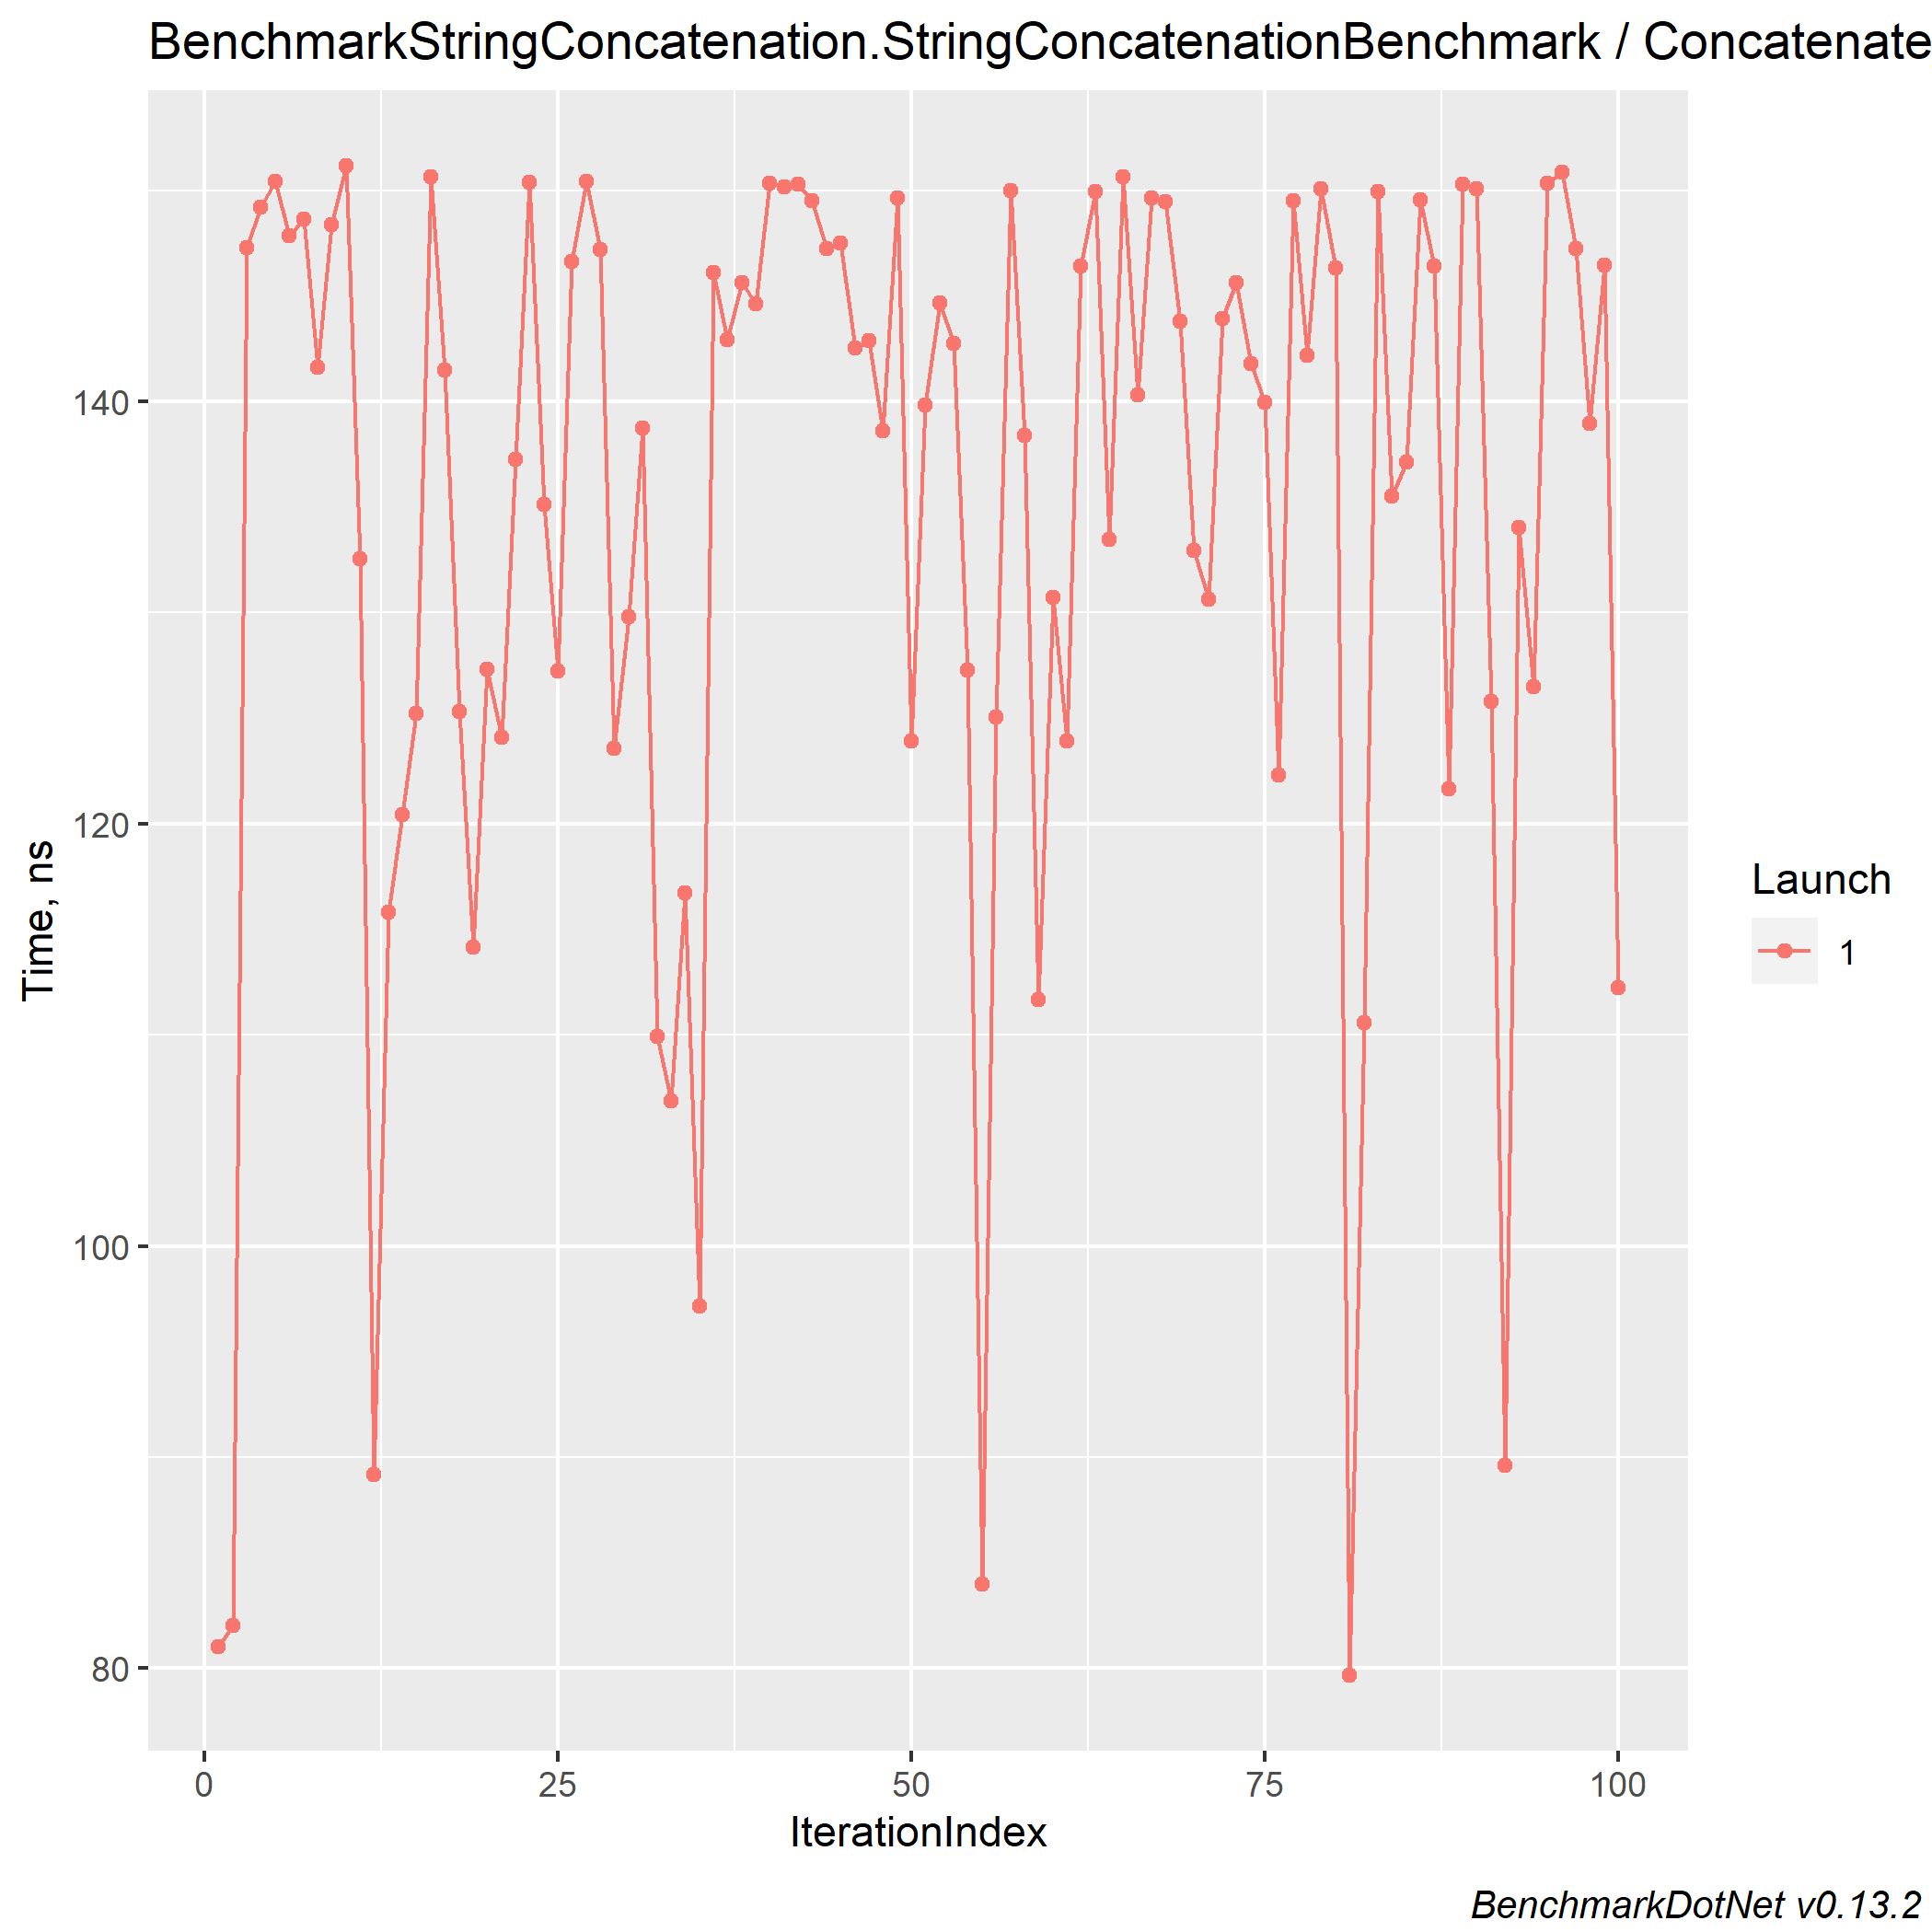 BenchmarkStringConcatenation.StringConcatenationBenchmark / Concatenate
140
120
100
80
Time, ns
0 25 50 75 100
IterationIndex
Launch
1
BenchmarkDotNet v0.13.2